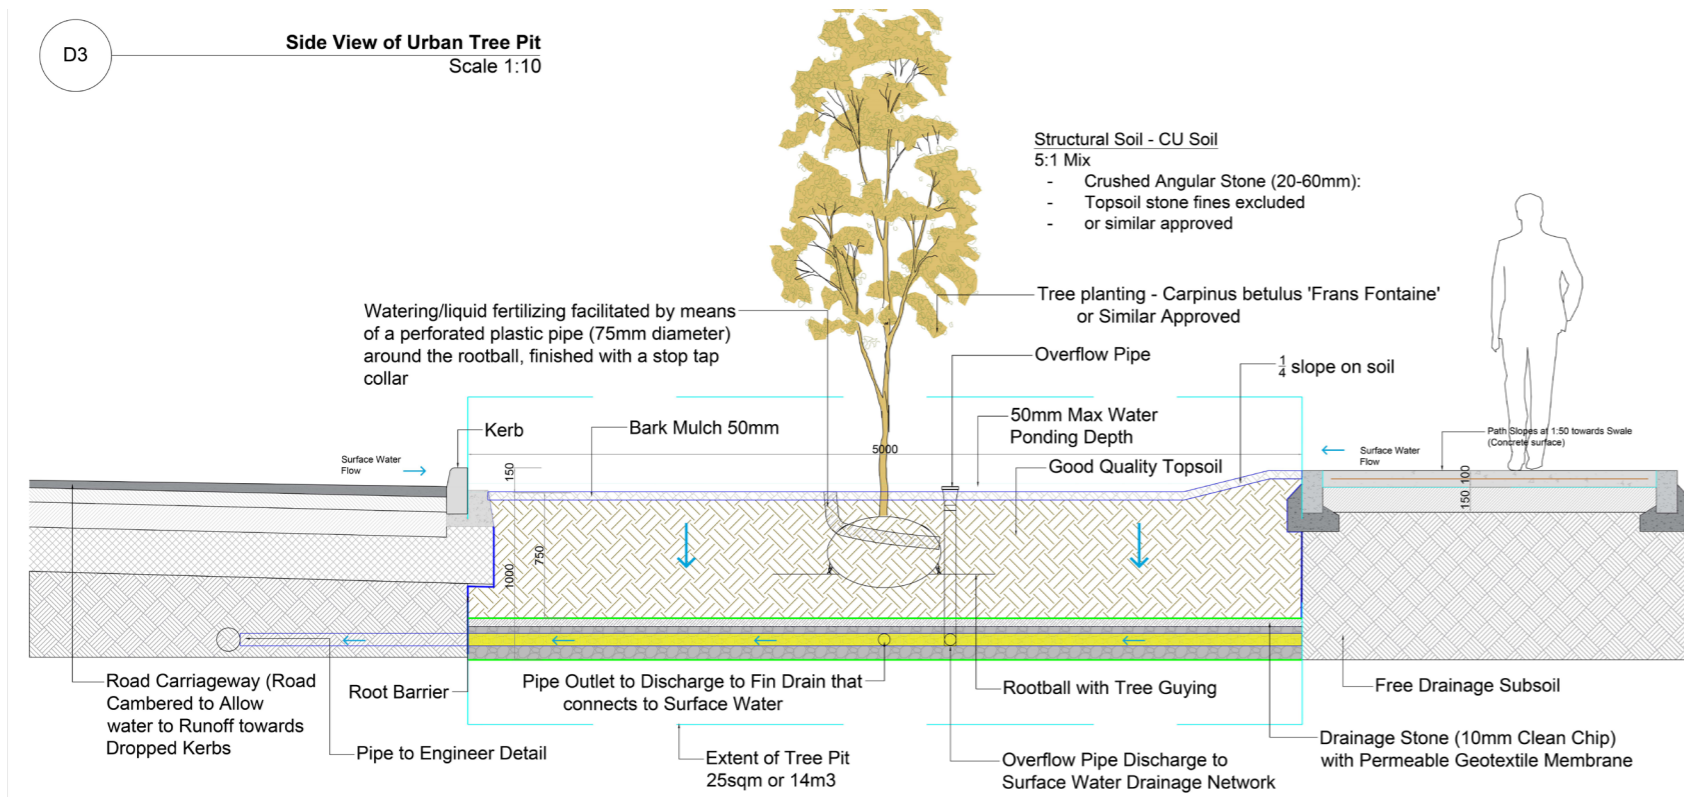 D3
Side View of Urban Tree Pit
Scale 1:10
Structural Soil - CU Soil
5:1 Mix
- Crushed Angular Stone (20-60mm):
- Topsoil stone fines excluded
- or similar approved
Tree planting - Carpinus betulus 'Frans Fontaine'
or Similar Approved
Watering/liquid fertilizing facilitated by means
of a perforated plastic pipe (75mm diameter)
around the rootball, finished with a stop tap
collar
Overflow Pipe
1/4 slope on soil
Kerb
Bark Mulch 50mm
50mm Max Water
Ponding Depth
Path Slopes at 1:50 towards Swale
(Concrete surface)
5000
Surface Water
Flow
Surface Water
Flow
Good Quality Topsoil
150
150 100
1000
750
Road Carriageway (Road
Cambered to Allow
water to Runoff towards
Dropped Kerbs
Root Barrier
Pipe Outlet to Discharge to Fin Drain that
connects to Surface Water
Rootball with Tree Guying
Free Drainage Subsoil
Pipe to Engineer Detail
Extent of Tree Pit
25sqm or 14m3
Overflow Pipe Discharge to
Surface Water Drainage Network
Drainage Stone (10mm Clean Chip)
with Permeable Geotextile Membrane